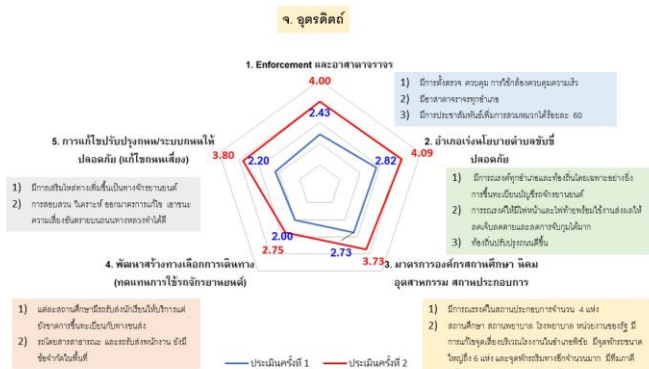 จ. อุตรดิตถ์
1. Enforcement และอาสาตาจราจร
4.00
2.43
1) มีการตั้งตรวจ ควบคุม การใช้กล้องควบคุมความเร็ว
2) มีอาสาตาจราจรทุกอำเภอ
3) มีการประชาสัมพันธ์เพิ่มการสวมหมวกได้ร้อยละ 60
5. การแก้ไขปรับปรุงถนน/ระบบถนนให้
ปลอดภัย (แก้ไขถนนเสี่ยง)
3.80
2.20
1) มีการเสริมไหล่ทางเพิ่มขึ้นเป็นทางจักรยานยนต์
2) การสอบสวน วิเคราะห์ ออกมาตรการแก้ไข เอาชนะ
ความเสี่ยงอันตรายบนถนนทางหลวงทำได้ดี
2. อำเภอเร่งนโยบายตำบลขับขี่
ปลอดภัย
2.82
4.09
1) มีการณรงค์ทุกอำเภอและท้องถิ่นโดยเฉพาะอย่างยิ่ง
การขึ้นทะเบียนบัญชีรถจักรยานยนต์
2) การรณรงค์ให้มีไฟหน้าและไฟท้ายพร้อมใช้งานส่งผลให้
ลดเจ็บลดตายและลดการจับกุมได้มาก
3) ท้องถิ่นปรับปรุงถนนดีขึ้น
2.00
2.75
2.73
3.73
4. พัฒนาสร้างทางเลือกการเดินทาง
(ทดแทนการใช้รถจักรยานยนต์)
1) แต่ละสถานศึกษามีรถรับส่งนักเรียนให้บริการแต่
ยังขาดการขึ้นทะเบียนกับทางขนส่ง
2) รถโดยสารสาธารณะ และรถรับส่งพนักงาน ยังมี
ข้อจำกัดในพื้นที่
3. มาตรการองค์กรสถานศึกษา นิคม
อุตสาหกรรม สถานประกอบการ
1) มีการณรงค์ในสถานประกอบการจำนวน 4 แห่ง
2) สถานศึกษา สถานพยาบาล โรงพยาบาล หน่วยงานของรัฐ มี
การแก้ไขจุดเสี่ยงบริเวณโรงงานในอำเภอพิชัย มีจุดพักรถขนาด
ใหญ่ถึง 6 แห่ง และจุดพักรถริมทางอีกจำนวนมาก มีทีมภาคี
ประเมินครั้งที่ 1
ประเมินครั้งที่ 2